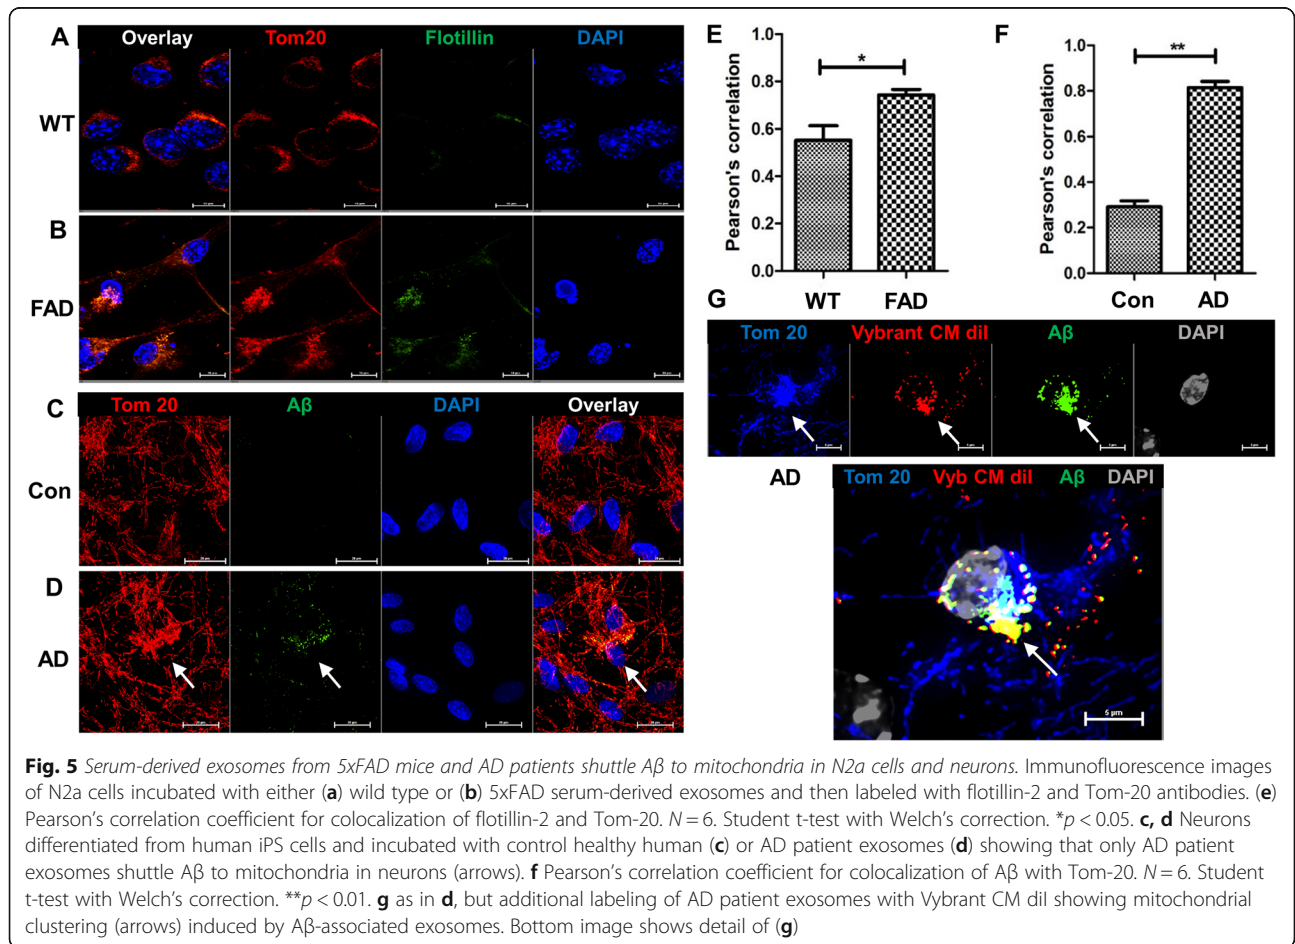 A
Overlay Tom20 Flotillin DAPI
WT
B
FAD
C
Tom 20 Aβ DAPI Overlay
Con
D
AD
E
Pearson's correlation
1.0
0.8
0.6
0.4
0.2
0.0
*
WT FAD
F
Pearson's correlation
1.0
0.8
0.6
0.4
0.2
0.0
**
Con AD
G
Tom 20 Vybrant CM dil Aβ DAPI
AD
Tom 20 Vyb CM dil Aβ DAPI
5 μm
Fig. 5 Serum-derived exosomes from 5xFAD mice and AD patients shuttle Aβ to mitochondria in N2a cells and neurons. Immunofluorescence images
of N2a cells incubated with either (a) wild type or (b) 5xFAD serum-derived exosomes and then labeled with flotillin-2 and Tom-20 antibodies. (e)
Pearson's correlation coefficient for colocalization of flotillin-2 and Tom-20. N = 6. Student t-test with Welch's correction. *p < 0.05. c, d Neurons
differentiated from human iPS cells and incubated with control healthy human (c) or AD patient exosomes (d) showing that only AD patient
exosomes shuttle Aβ to mitochondria in neurons (arrows). f Pearson's correlation coefficient for colocalization of Aβ with Tom-20. N = 6. Student
t-test with Welch's correction. **p < 0.01. g as in d, but additional labeling of AD patient exosomes with Vybrant CM dil showing mitochondrial
clustering (arrows) induced by Aβ-associated exosomes. Bottom image shows detail of (g)